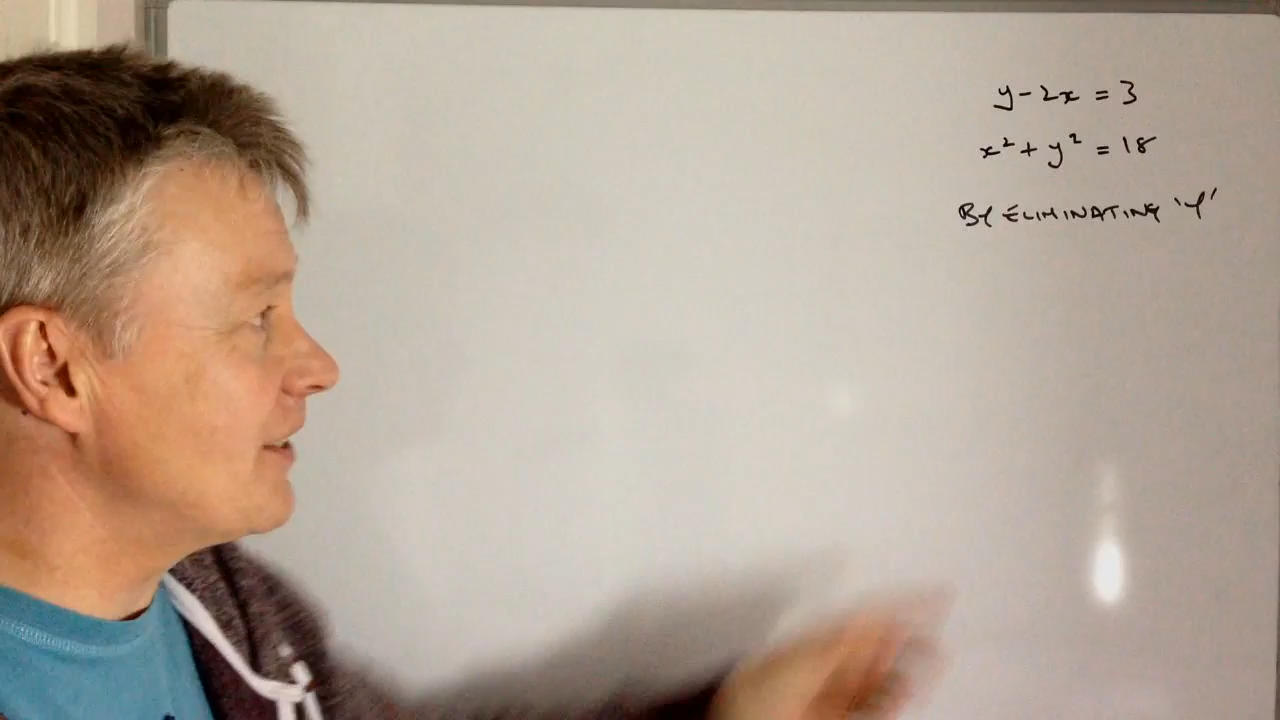 y - 2x = 3
x² + y² = 18
BY ELIMINATING 'Y'